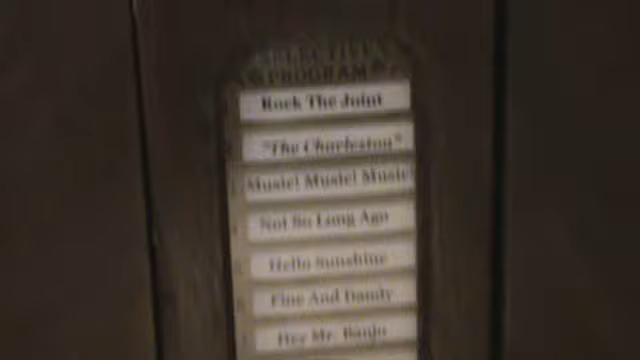 PROGRAM
Rock The Joint
"The Charleston"
Music! Music! Music!
Not So Long Ago
Hello Sunshine
Fine And Dandy
Hey Mr. Banjo